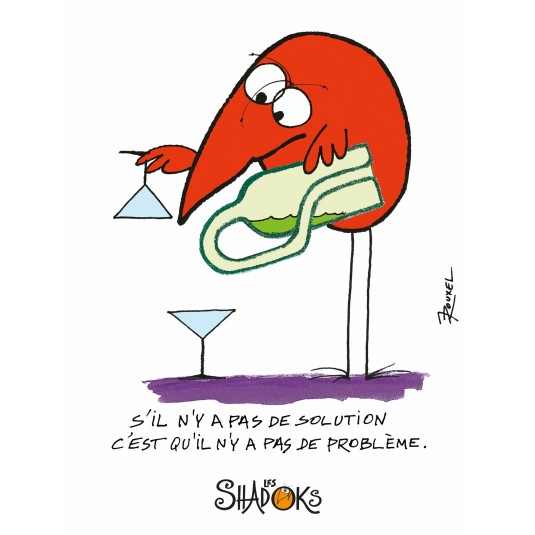 ROUXEL
S'IL N'Y A PAS DE SOLUTION
C'EST QU'IL N'Y A PAS DE PROBLÈME.
LES
SHADOKS